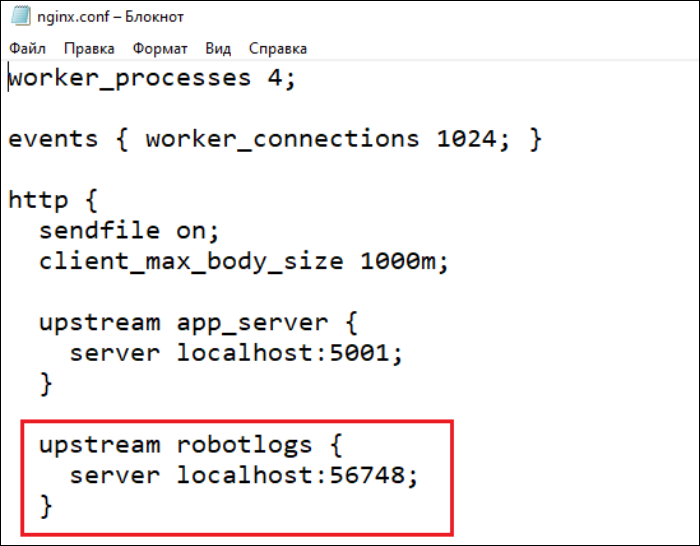 nginx.conf – Блокнот
Файл Правка Формат Вид Справка
worker_processes 4;
events { worker_connections 1024; }
http {
sendfile on;
client_max_body_size 1000m;
upstream app_server {
server localhost:5001;
}
upstream robotlogs {
server localhost:56748;
}